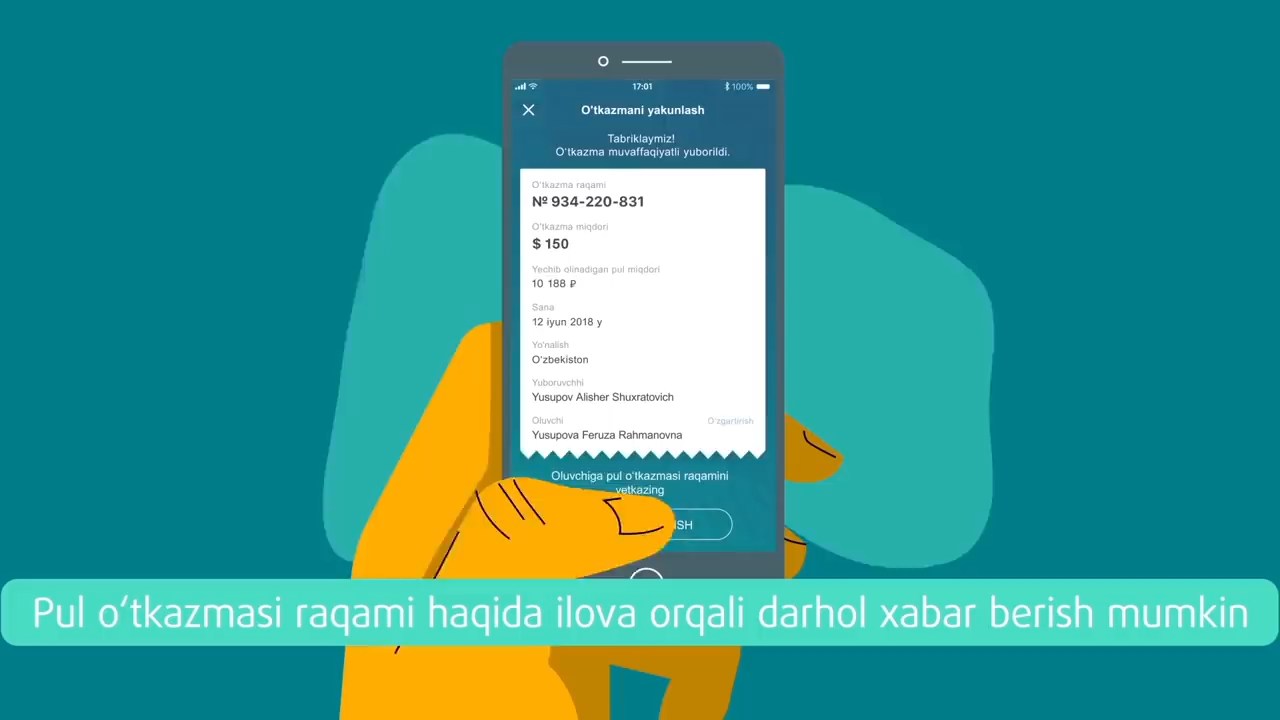 17:01
100%
O'tkazmani yakunlash
Tabriklaymiz!
O'tkazma muvaffaqiyatli yuborildi.
O'tkazma raqami
№ 934-220-831
O'tkazma miqdori
$ 150
Yechib olinadigan pul miqdori
10 188 ₽
Sana
12 iyun 2018 y
Yo'nalish
O'zbekiston
Yuboruvchhi
Yusupov Alisher Shuxratovich
Oluvchi
O'zgartirish
Yusupova Feruza Rahmanovna
Oluvchiga pul o'tkazmasi raqamini
yetkazing
Pul o‘tkazmasi raqami haqida ilova orqali darhol xabar berish mumkin